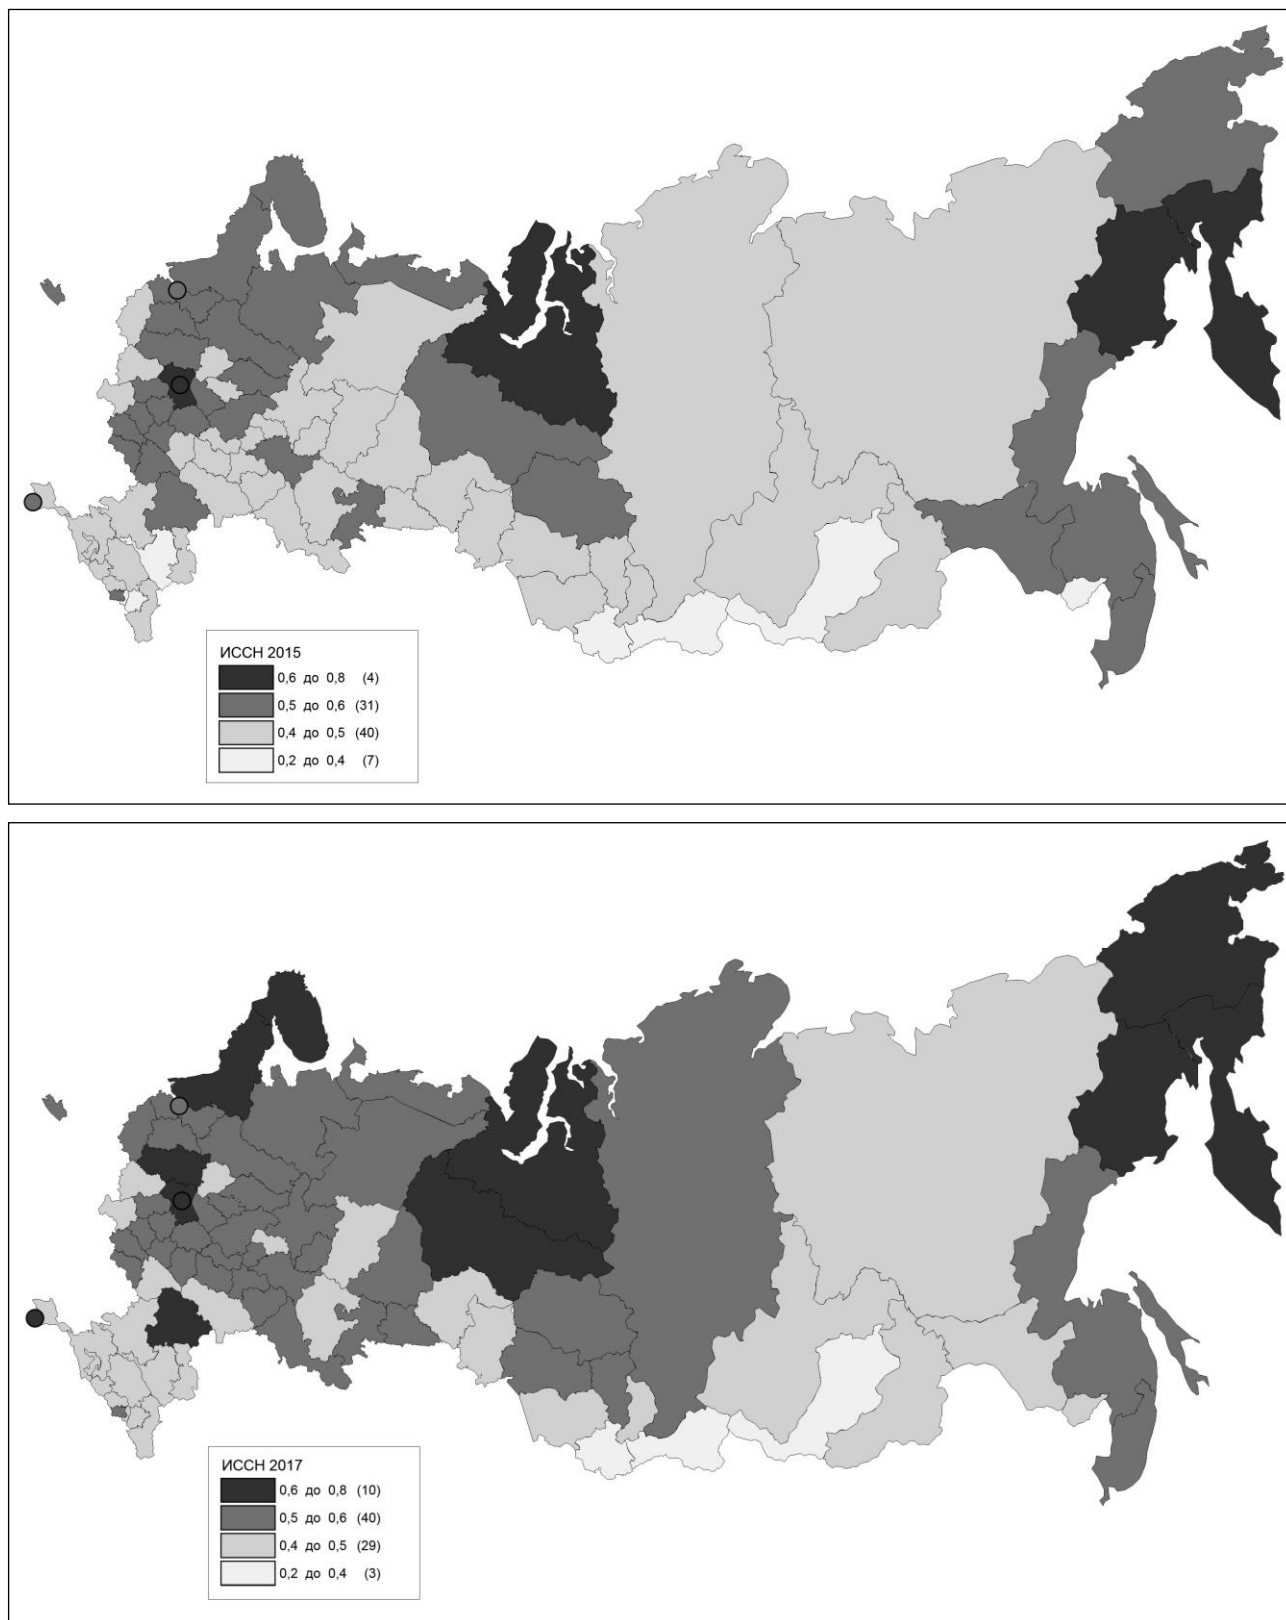 ИССН 2015
0,6 до 0,8 (4)
0,5 до 0,6 (31)
0,4 до 0,5 (40)
0,2 до 0,4 (7)
ИССН 2017
0,6 до 0,8 (10)
0,5 до 0,6 (40)
0,4 до 0,5 (29)
0,2 до 0,4 (3)